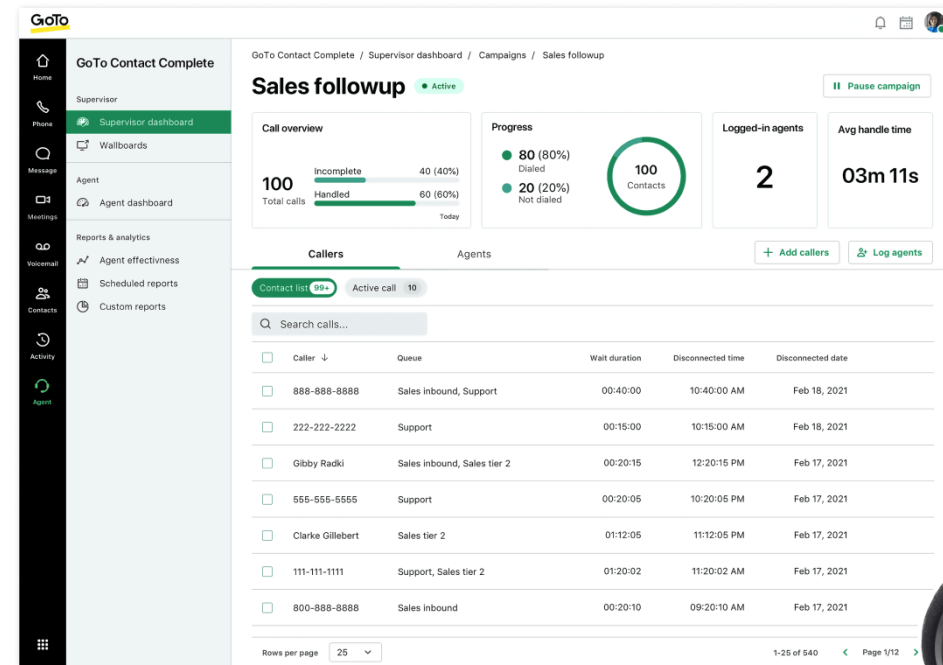 GoTo
Home
Phone
Message
Meetings
Voicemail
Contacts
Activity
Agent
GoTo Contact Complete
Supervisor
Supervisor dashboard
Wallboards
Agent
Agent dashboard
Reports & analytics
Agent effectivness
Scheduled reports
Custom reports
GoTo Contact Complete / Supervisor dashboard / Campaigns / Sales followup
Sales followup Active
Pause campaign
Call overview
100
Total calls
Incomplete 40 (40%)
Handled 60 (60%)
Today
Progress
80 (80%)
Dialed
20 (20%)
Not dialed
100
Contacts
Logged-in agents
2
Avg handle time
03m 11s
Callers Agents
+ Add callers
Log agents
Contact list 99+ Active call 10
Search calls...
Caller ↓ Queue Wait duration Disconnected time Disconnected date
888-888-8888 Sales inbound, Support 00:40:00 10:40:00 AM Feb 18, 2021
222-222-2222 Support 00:15:00 10:15:00 AM Feb 18, 2021
Gibby Radki Sales inbound, Sales tier 2 00:20:15 12:20:15 PM Feb 17, 2021
555-555-5555 Support 00:20:05 10:20:05 PM Feb 17, 2021
Clarke Gillebert Sales tier 2 01:12:05 11:12:05 PM Feb 17, 2021
111-111-1111 Support, Sales tier 2 01:20:02 11:20:02 AM Feb 17, 2021
800-888-8888 Sales inbound 00:20:10 09:20:10 AM Feb 17, 2021
Rows per page 25
1-25 of 540 < Page 1/12 >